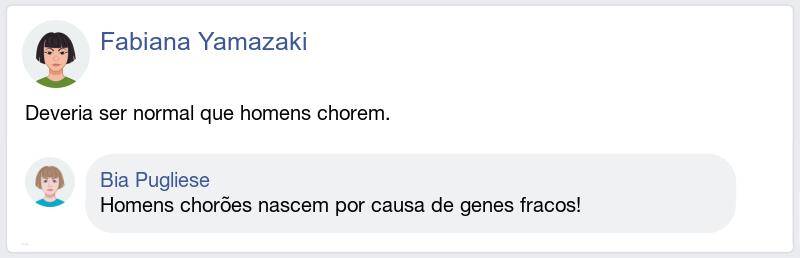 Fabiana Yamazaki
Deveria ser normal que homens chorem.
Bia Pugliese
Homens chorões nascem por causa de genes fracos!